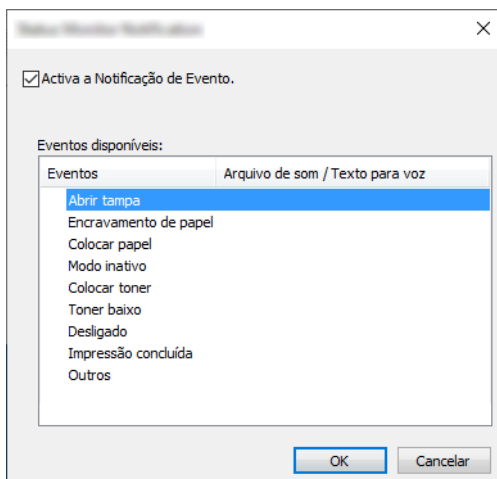 Activa a Notificação de Evento.
Eventos disponíveis:
Eventos Arquivo de som / Texto para voz
Abrir tampa
Encravamento de papel
Colocar papel
Modo inativo
Colocar toner
Toner baixo
Desligado
Impressão concluída
Outros
OK Cancelar